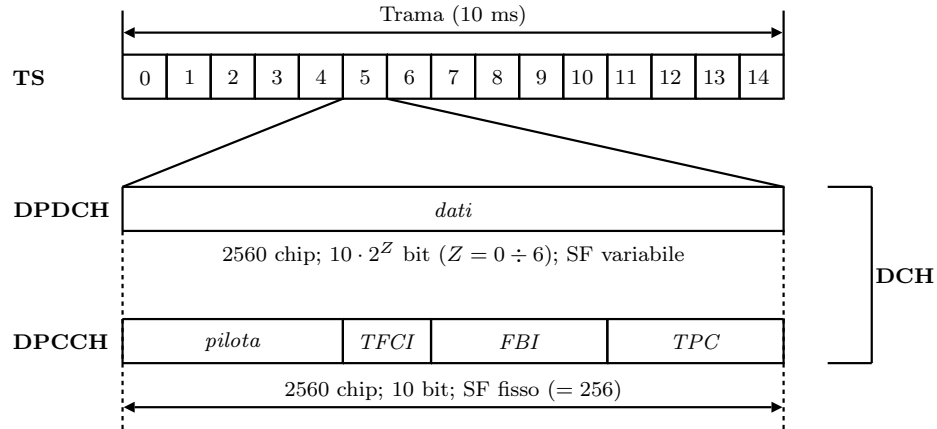 Trama (10 ms)
TS 0 1 2 3 4 5 6 7 8 9 10 11 12 13 14
DPDCH dati
2560 chip; 10 · 2^Z bit (Z = 0 ÷ 6); SF variabile
DCH
DPCCH pilota TFCI FBI TPC
2560 chip; 10 bit; SF fisso (= 256)